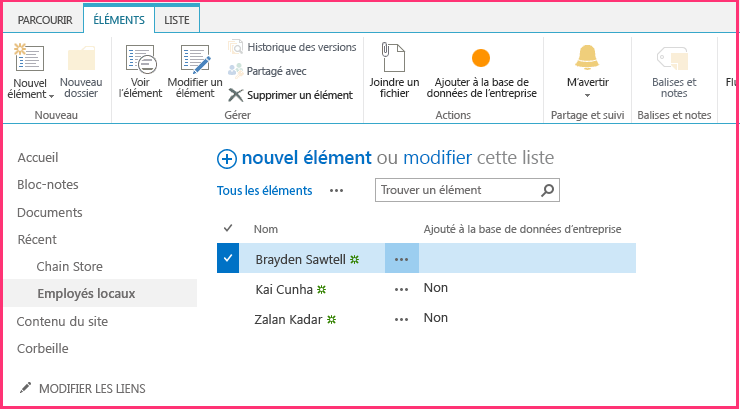 PARCOURIR ÉLÉMENTS LISTE
Nouvel élément
Nouveau dossier
Nouveau
Voir l'élément
Modifier un élément
Historique des versions
Partagé avec
Supprimer un élément
Gérer
Joindre un fichier
Ajouter à la base de données de l'entreprise
Actions
M'avertir
Partage et suivi
Balises et notes
Balises et notes
Accueil
Bloc-notes
Documents
Récent
Chain Store
Employés locaux
Contenu du site
Corbeille
MODIFIER LES LIENS
nouvel élément ou modifier cette liste
Tous les éléments ••• Trouver un élément
Nom Ajouté à la base de données d'entreprise
Brayden Sawtell •••
Kai Cunha ••• Non
Zalan Kadar ••• Non